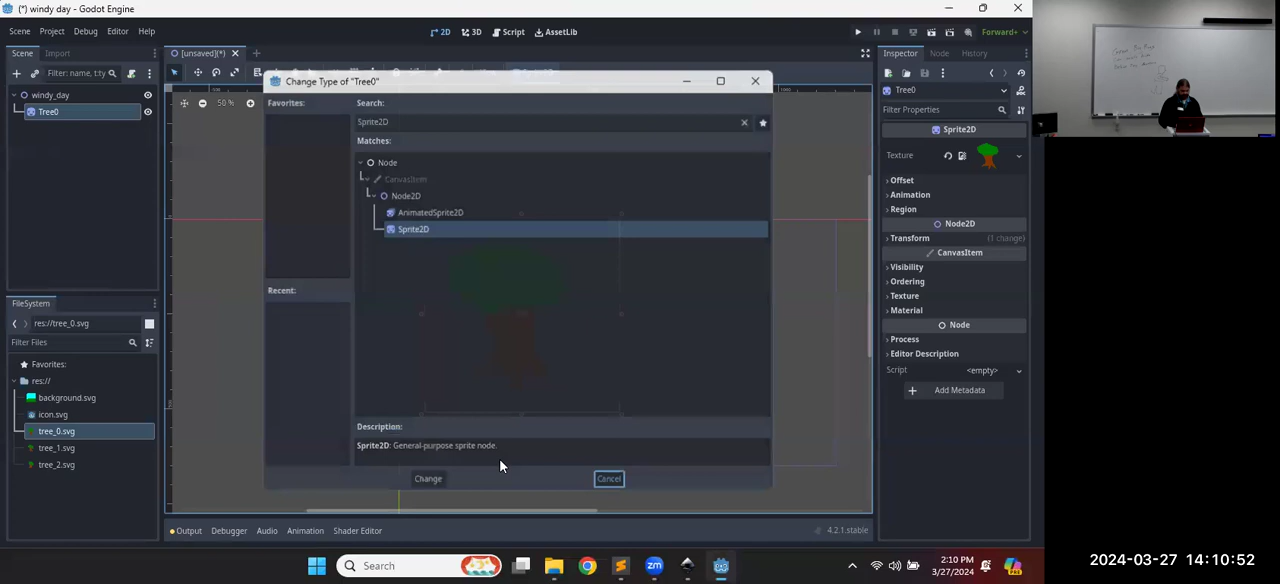 (*) windy day - Godot Engine
Scene Project Debug Editor Help
2D 3D Script AssetLib
Forward+
Scene Import
[unsaved](*)
Inspector Node History
Filter: name, t:ty
50 %
windy_day
Tree0
Change Type of "Tree0"
Favorites:
Search:
Sprite2D
Matches:
Node
CanvasItem
Node2D
AnimatedSprite2D
Sprite2D
Recent:
Description:
Sprite2D: General-purpose sprite node.
Change
Cancel
FileSystem
res://tree_0.svg
Filter Files
Favorites:
res://
background.svg
icon.svg
tree_0.svg
tree_1.svg
tree_2.svg
Tree0
Filter Properties
Sprite2D
Texture
Offset
Animation
Region
Node2D
Transform (1 change)
CanvasItem
Visibility
Ordering
Texture
Material
Node
Process
Editor Description
Script <empty>
Add Metadata
Output Debugger Audio Animation Shader Editor
4.2.1.stable
Search
2:10 PM
3/27/2024
2024-03-27 14:10:52